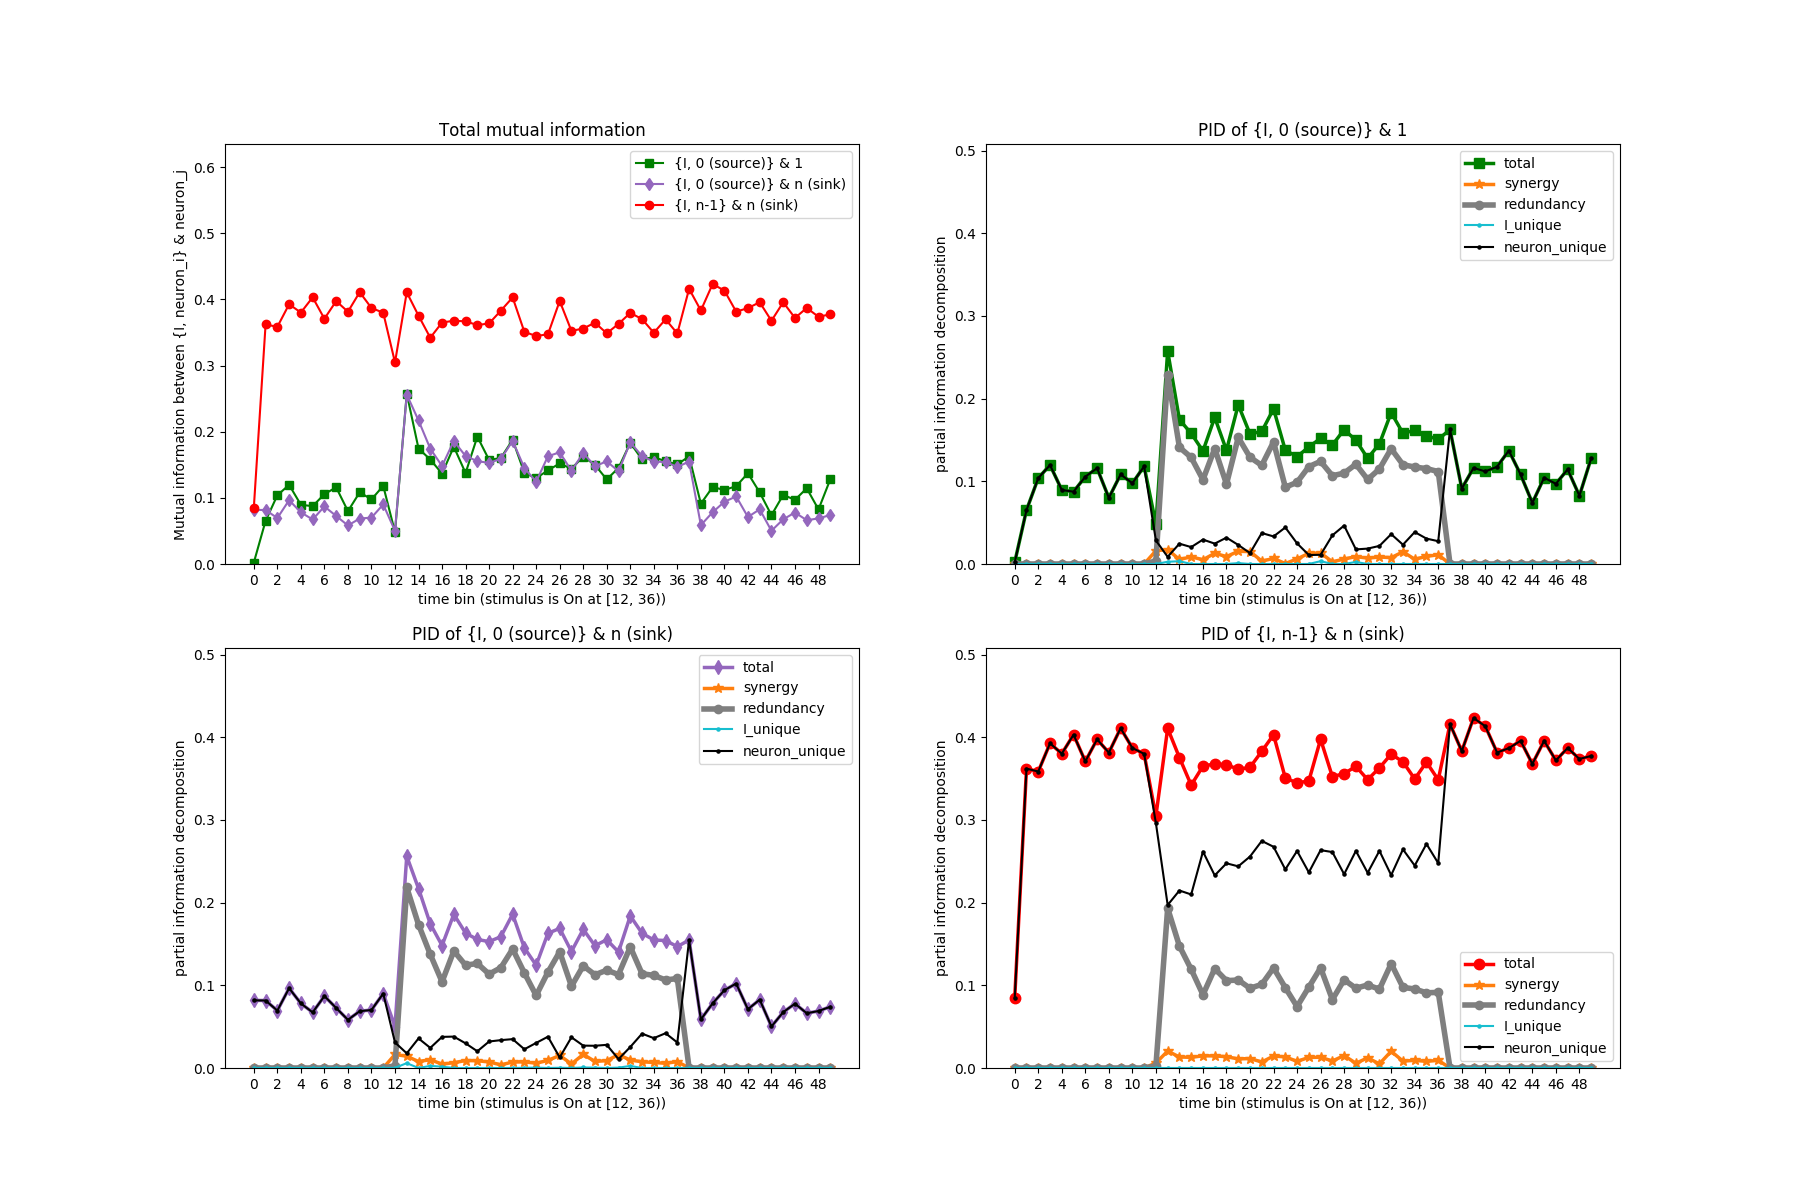 Total mutual information
Mutual information between {I, neuron_i} & neuron_j
0.6
0.5
0.4
0.3
0.2
0.1
0.0
{I, 0 (source)} & 1
{I, 0 (source)} & n (sink)
{I, n-1} & n (sink)
0 2 4 6 8 10 12 14 16 18 20 22 24 26 28 30 32 34 36 38 40 42 44 46 48
time bin (stimulus is On at [12, 36))
PID of {I, 0 (source)} & 1
partial information decomposition
0.5
0.4
0.3
0.2
0.1
0.0
total
synergy
redundancy
I_unique
neuron_unique
0 2 4 6 8 10 12 14 16 18 20 22 24 26 28 30 32 34 36 38 40 42 44 46 48
time bin (stimulus is On at [12, 36))
PID of {I, 0 (source)} & n (sink)
partial information decomposition
0.5
0.4
0.3
0.2
0.1
0.0
total
synergy
redundancy
I_unique
neuron_unique
0 2 4 6 8 10 12 14 16 18 20 22 24 26 28 30 32 34 36 38 40 42 44 46 48
time bin (stimulus is On at [12, 36))
PID of {I, n-1} & n (sink)
partial information decomposition
0.5
0.4
0.3
0.2
0.1
0.0
total
synergy
redundancy
I_unique
neuron_unique
0 2 4 6 8 10 12 14 16 18 20 22 24 26 28 30 32 34 36 38 40 42 44 46 48
time bin (stimulus is On at [12, 36))